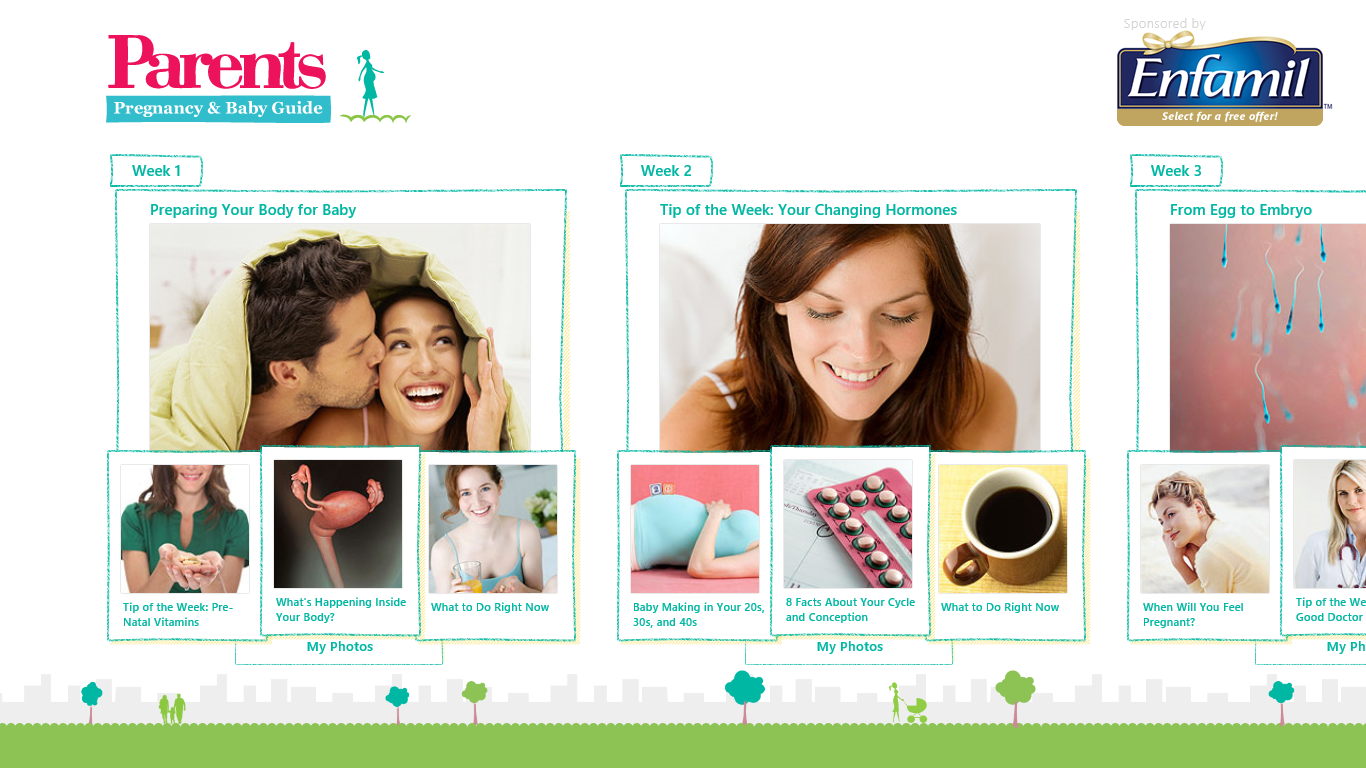 Sponsored by
Parents
Pregnancy & Baby Guide
Enfamil
TM
Select for a free offer!
Week 1
Preparing Your Body for Baby
Tip of the Week: Pre-
Natal Vitamins
What's Happening Inside
Your Body?
What to Do Right Now
My Photos
Week 2
Tip of the Week: Your Changing Hormones
Baby Making in Your 20s,
30s, and 40s
8 Facts About Your Cycle
and Conception
What to Do Right Now
My Photos
Week 3
From Egg to Embryo
When Will You Feel
Pregnant?
Tip of the We
Good Doctor
My Ph